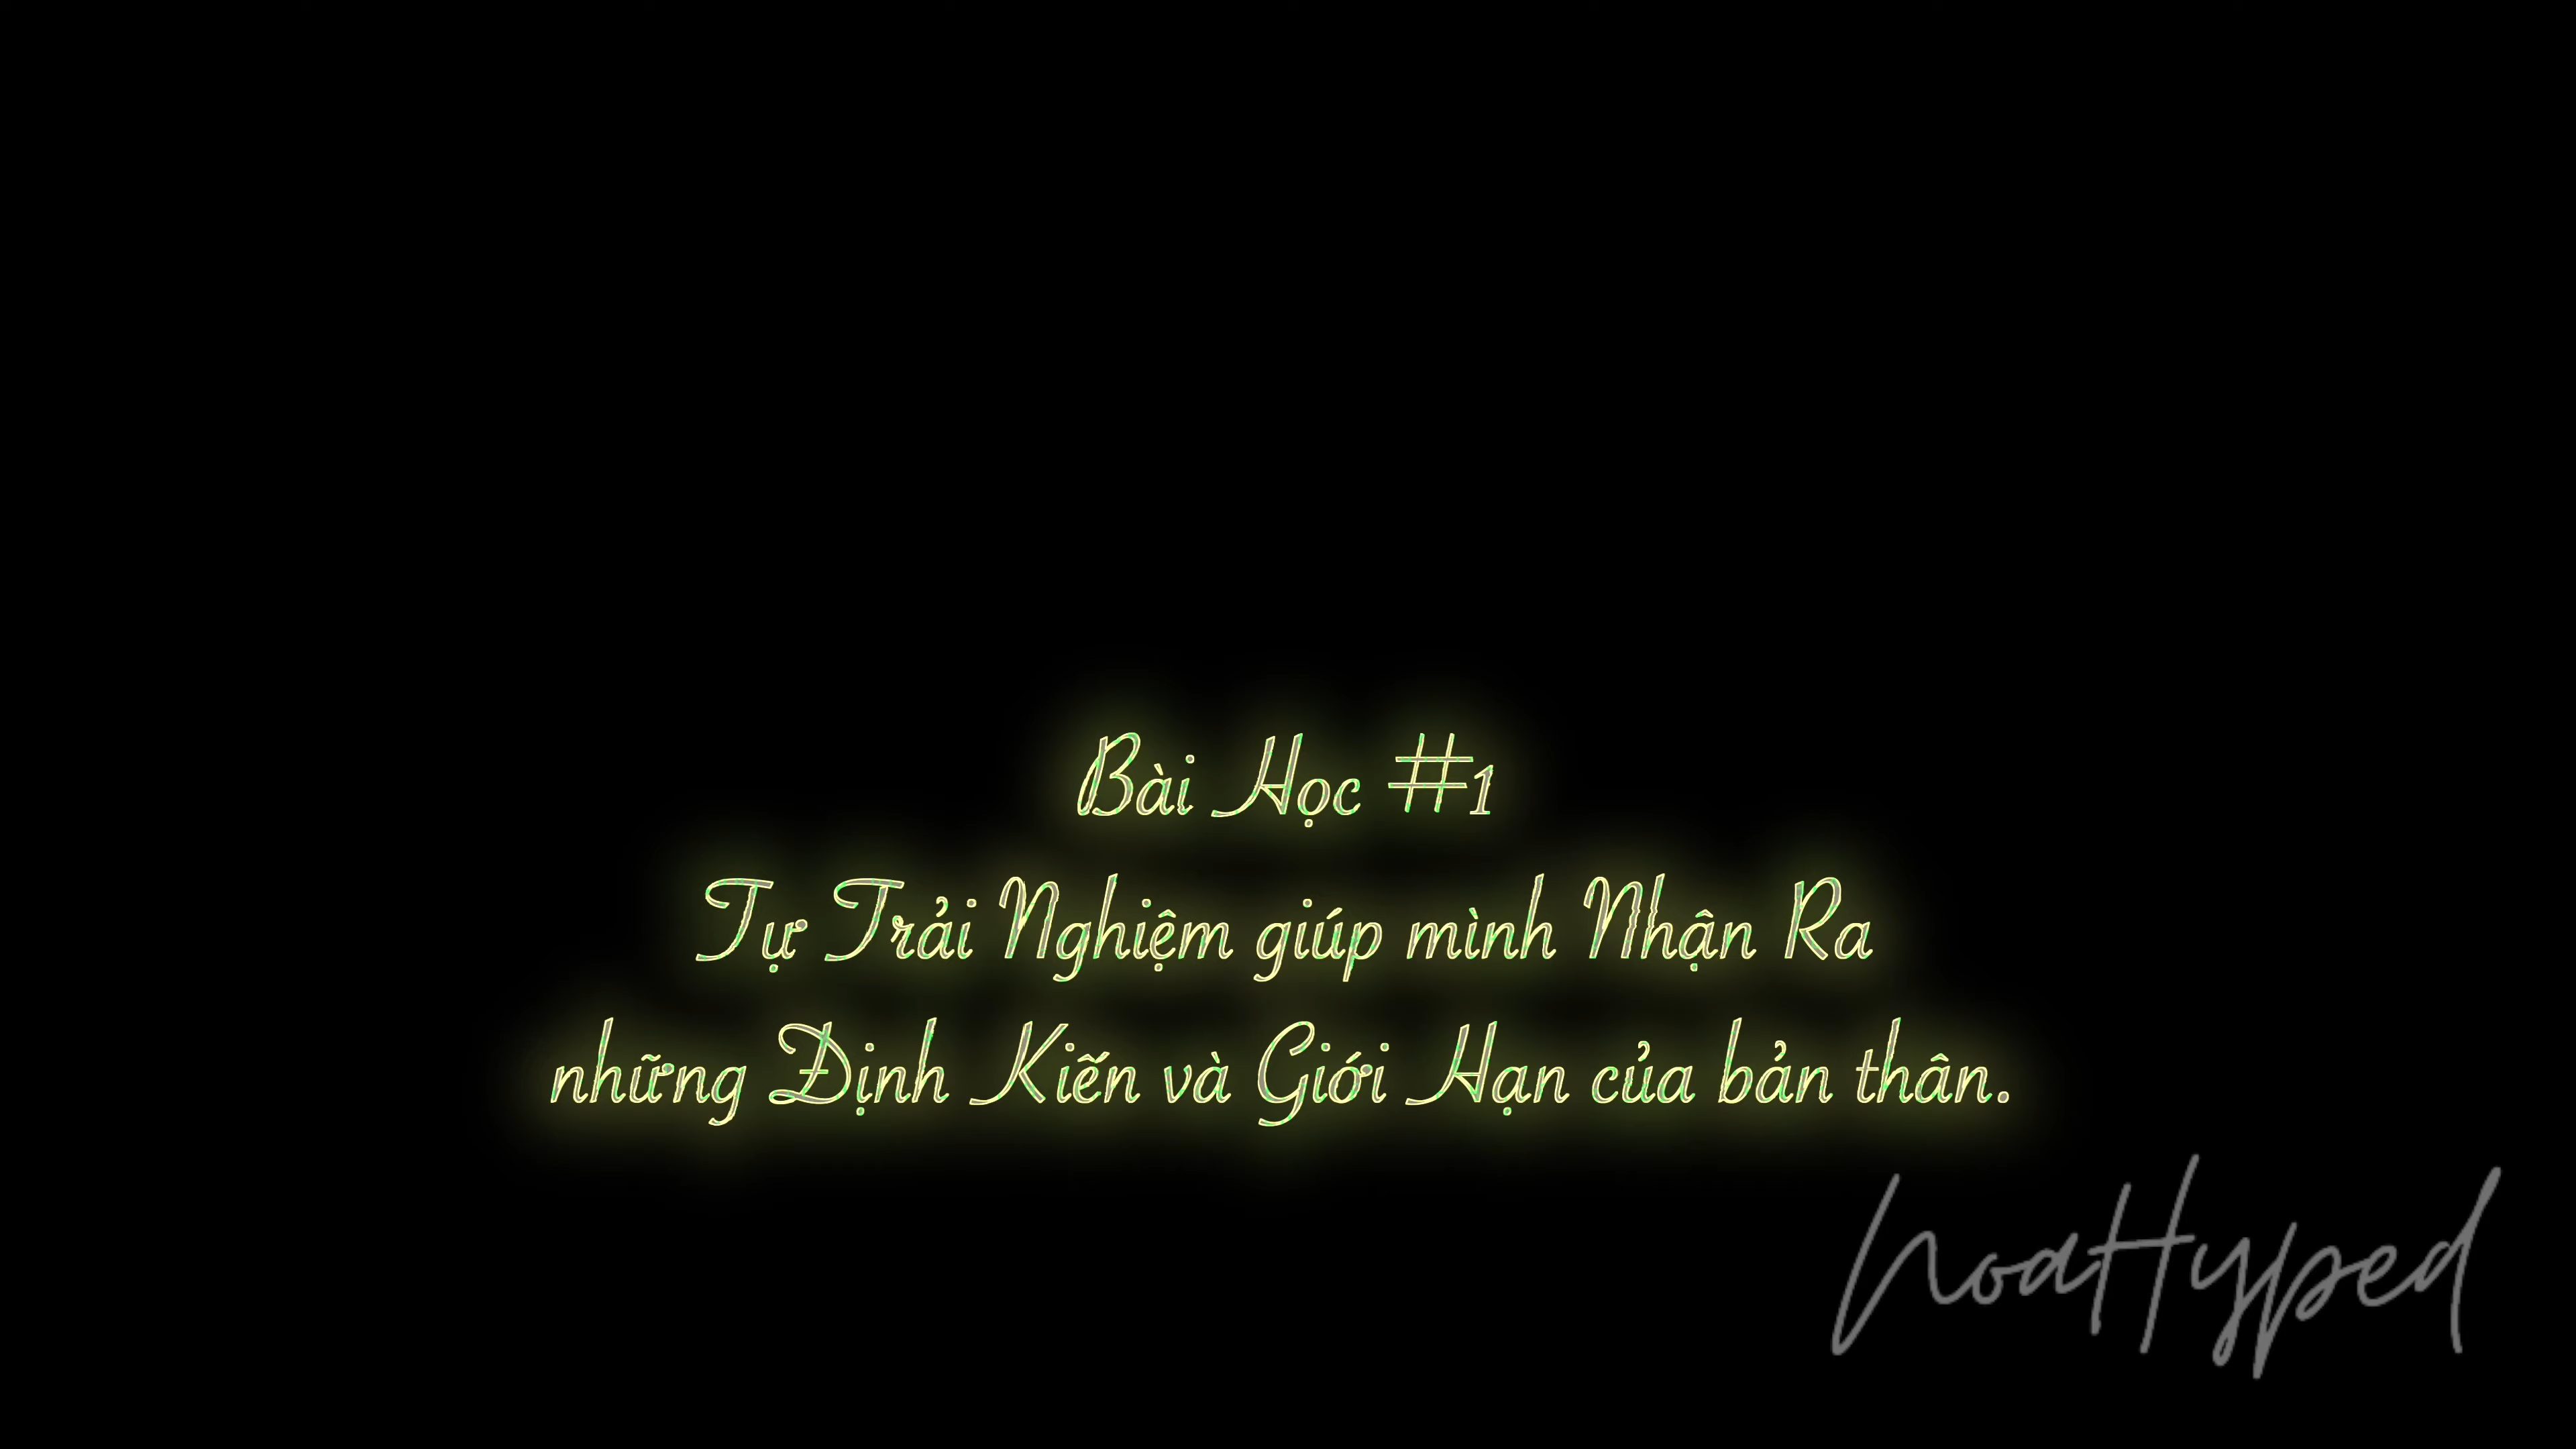 Bài Học #1
Tự Trải Nghiệm giúp mình Nhận Ra
những Định Kiến và Giới Hạn của bản thân.
NoaHyped